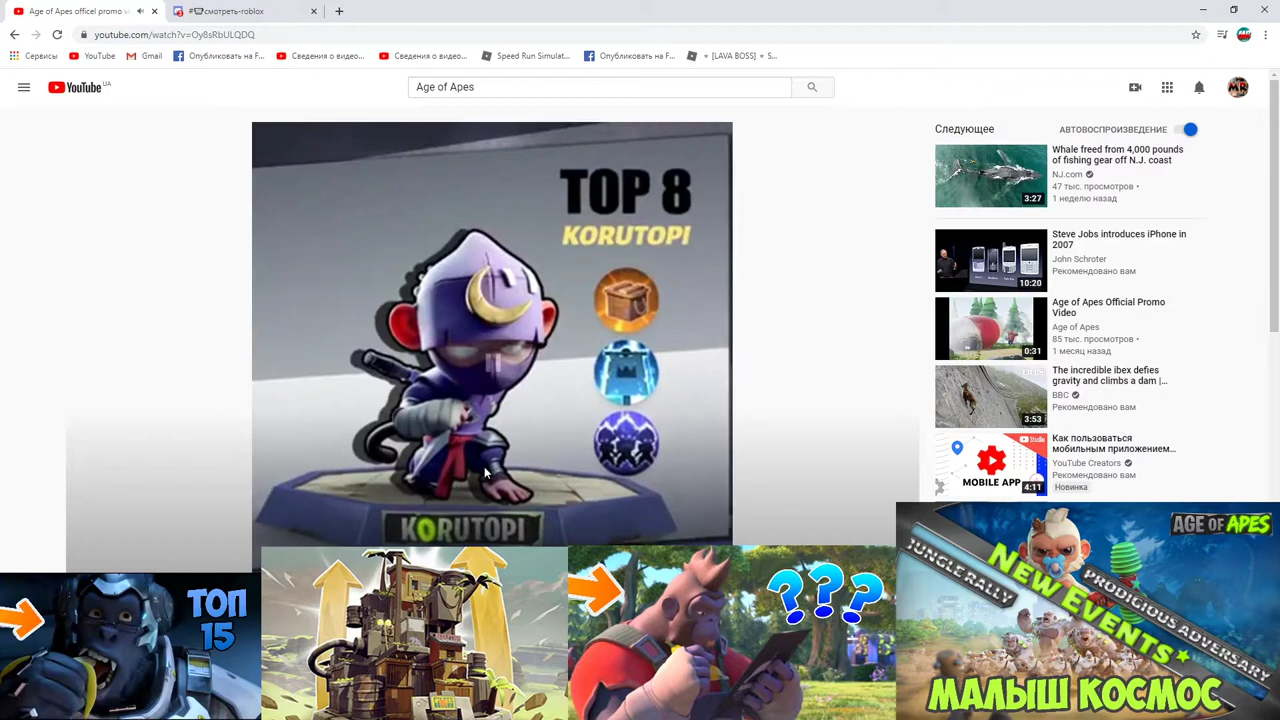 Age of Apes officel promo v
#смотреть-roblox
youtube.com/watch?v=Oy8sRbULQDQ
Сервисы
YouTube
Gmail
Опубликовать на F...
Сведения о видео...
Сведения о видео...
Speed Run Simulat...
Опубликовать на F...
[LAVA BOSS] = S...
YouTube UA
Age of Apes
Следующее
АВТОВОСПРОИЗВЕДЕНИЕ
Whale freed from 4,000 pounds
of fishing gear off N.J. coast
NJ.com
47 тыс. просмотров •
1 неделю назад
3:27
Steve Jobs introduces iPhone in
2007
John Schroter
Рекомендовано вам
10:20
Age of Apes Official Promo
Video
Age of Apes
85 тыс. просмотров •
1 месяц назад
0:31
The incredible ibex defies
gravity and climbs a dam |...
BBC
Рекомендовано вам
3:53
Как пользоваться
мобильным приложением...
YouTube Creators
Рекомендовано вам
Новинка
Studio
MOBILE APP
4:11
TOP 8
KORUTOPI
KORUTOPI
ТОП
15
???
AGE OF APES
JUNGLE RALLY
NEW EVENTS
PRODIGIOUS ADVERSARY
МАЛЫШ КОСМОС